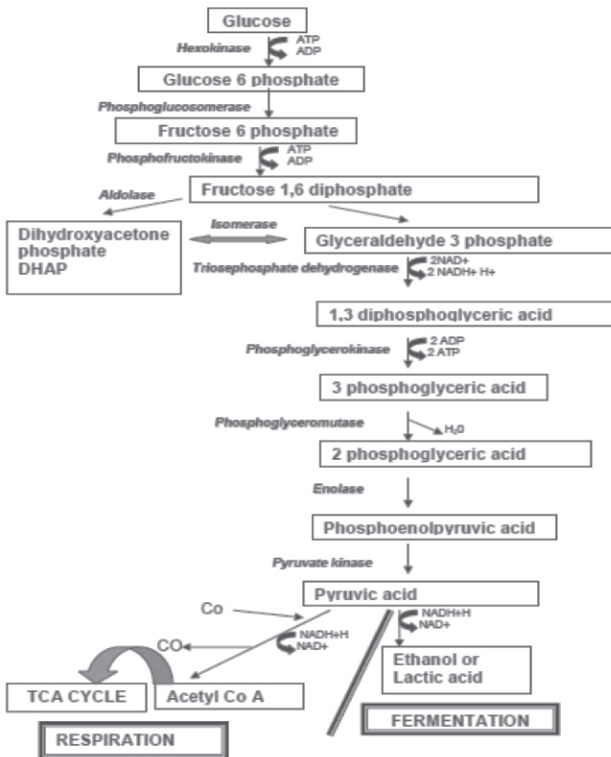 Glucose
ATP
Hexokinase
ADP
Glucose 6 phosphate
Phosphoglucosomerase
Fructose 6 phosphate
ATP
Phosphofructokinase
ADP
Fructose 1,6 diphosphate
Aldolase
Isomerase
Dihydroxyacetone
phosphate
DHAP
Glyceraldehyde 3 phosphate
Triosephosphate dehydrogenase
2NAD+
2 NADH+ H+
1,3 diphosphoglyceric acid
Phosphoglycerokinase
2 ADP
2 ATP
3 phosphoglyceric acid
Phosphoglyceromutase
H₂0
2 phosphoglyceric acid
Enolase
Phosphoenolpyruvic acid
Pyruvate kinase
Pyruvic acid
Co
NADH+H
NAD+
CO
NADH+H
NAD+
Ethanol or
Lactic acid
TCA CYCLE
Acetyl Co A
FERMENTATION
RESPIRATION